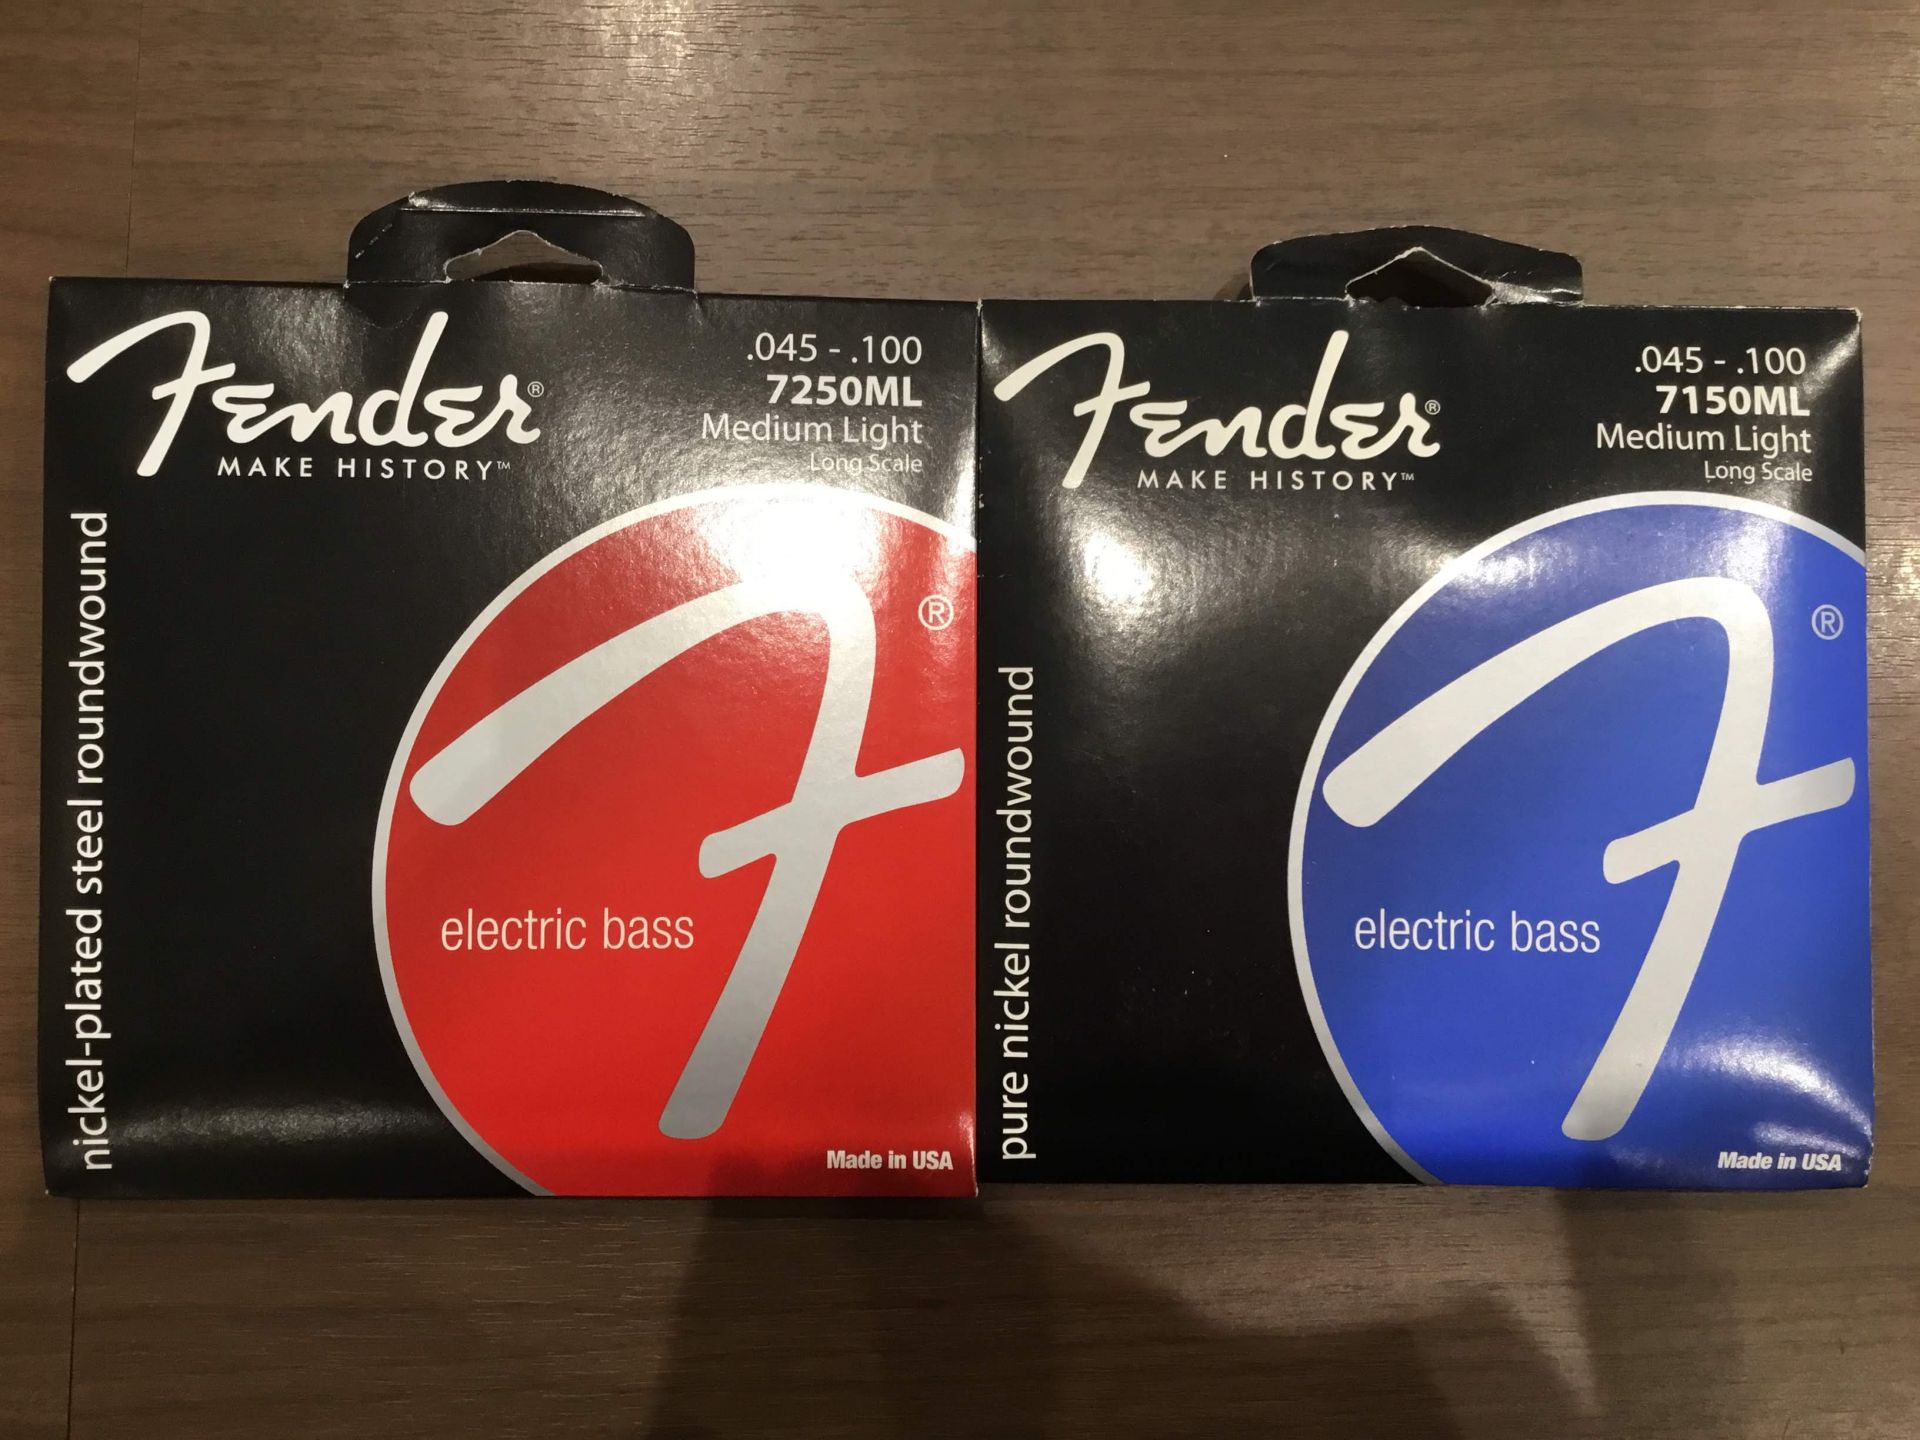 Fender®
MAKE HISTORY™
.045 - .100
7250ML
Medium Light
Long Scale
nickel-plated steel roundwound
F®
electric bass
Made in USA
Fender®
MAKE HISTORY™
.045 - .100
7150ML
Medium Light
Long Scale
pure nickel roundwound
F®
electric bass
Made in USA